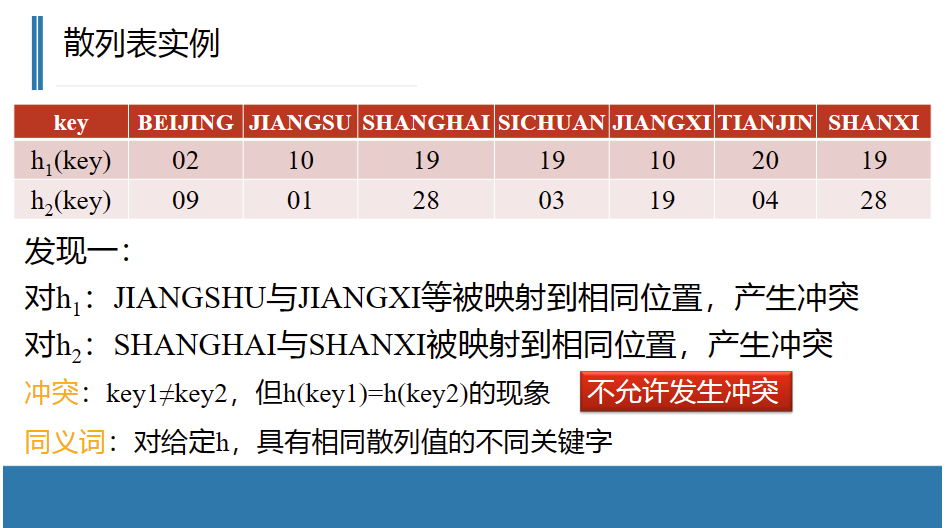 散列表实例
key BEIJING JIANGSU SHANGHAI SICHUAN JIANGXI TIANJIN SHANXI
h1(key) 02 10 19 19 10 20 19
h2(key) 09 01 28 03 19 04 28
发现一：
对h1：JIANGSHU与JIANGXI等被映射到相同位置，产生冲突
对h2：SHANGHAI与SHANXI被映射到相同位置，产生冲突
冲突：key1≠key2，但h(key1)=h(key2)的现象 不允许发生冲突
同义词：对给定h，具有相同散列值的不同关键字